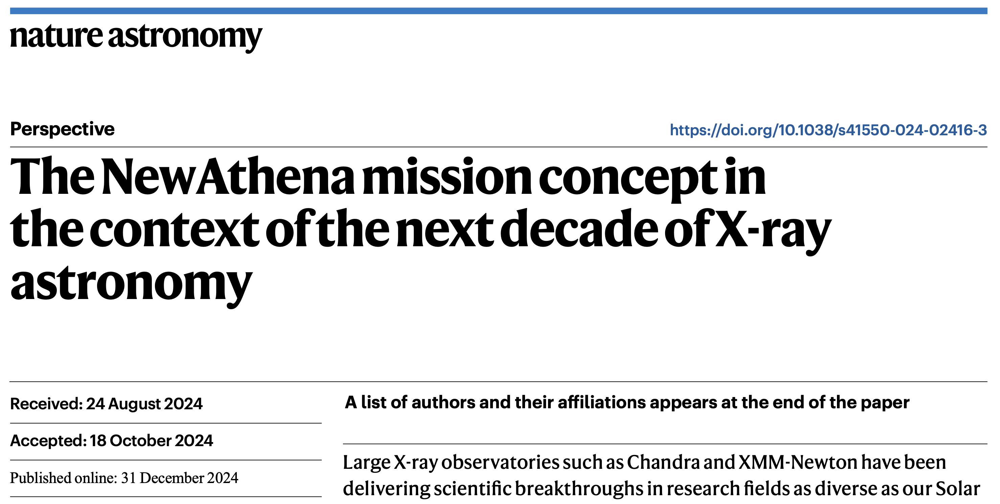 nature astronomy
Perspective
https://doi.org/10.1038/s41550-024-02416-3
The NewAthena mission concept in
the context of the next decade of X-ray
astronomy
Received: 24 August 2024
Accepted: 18 October 2024
Published online: 31 December 2024
A list of authors and their affiliations appears at the end of the paper
Large X-ray observatories such as Chandra and XMM-Newton have been
delivering scientific breakthroughs in research fields as diverse as our Solar